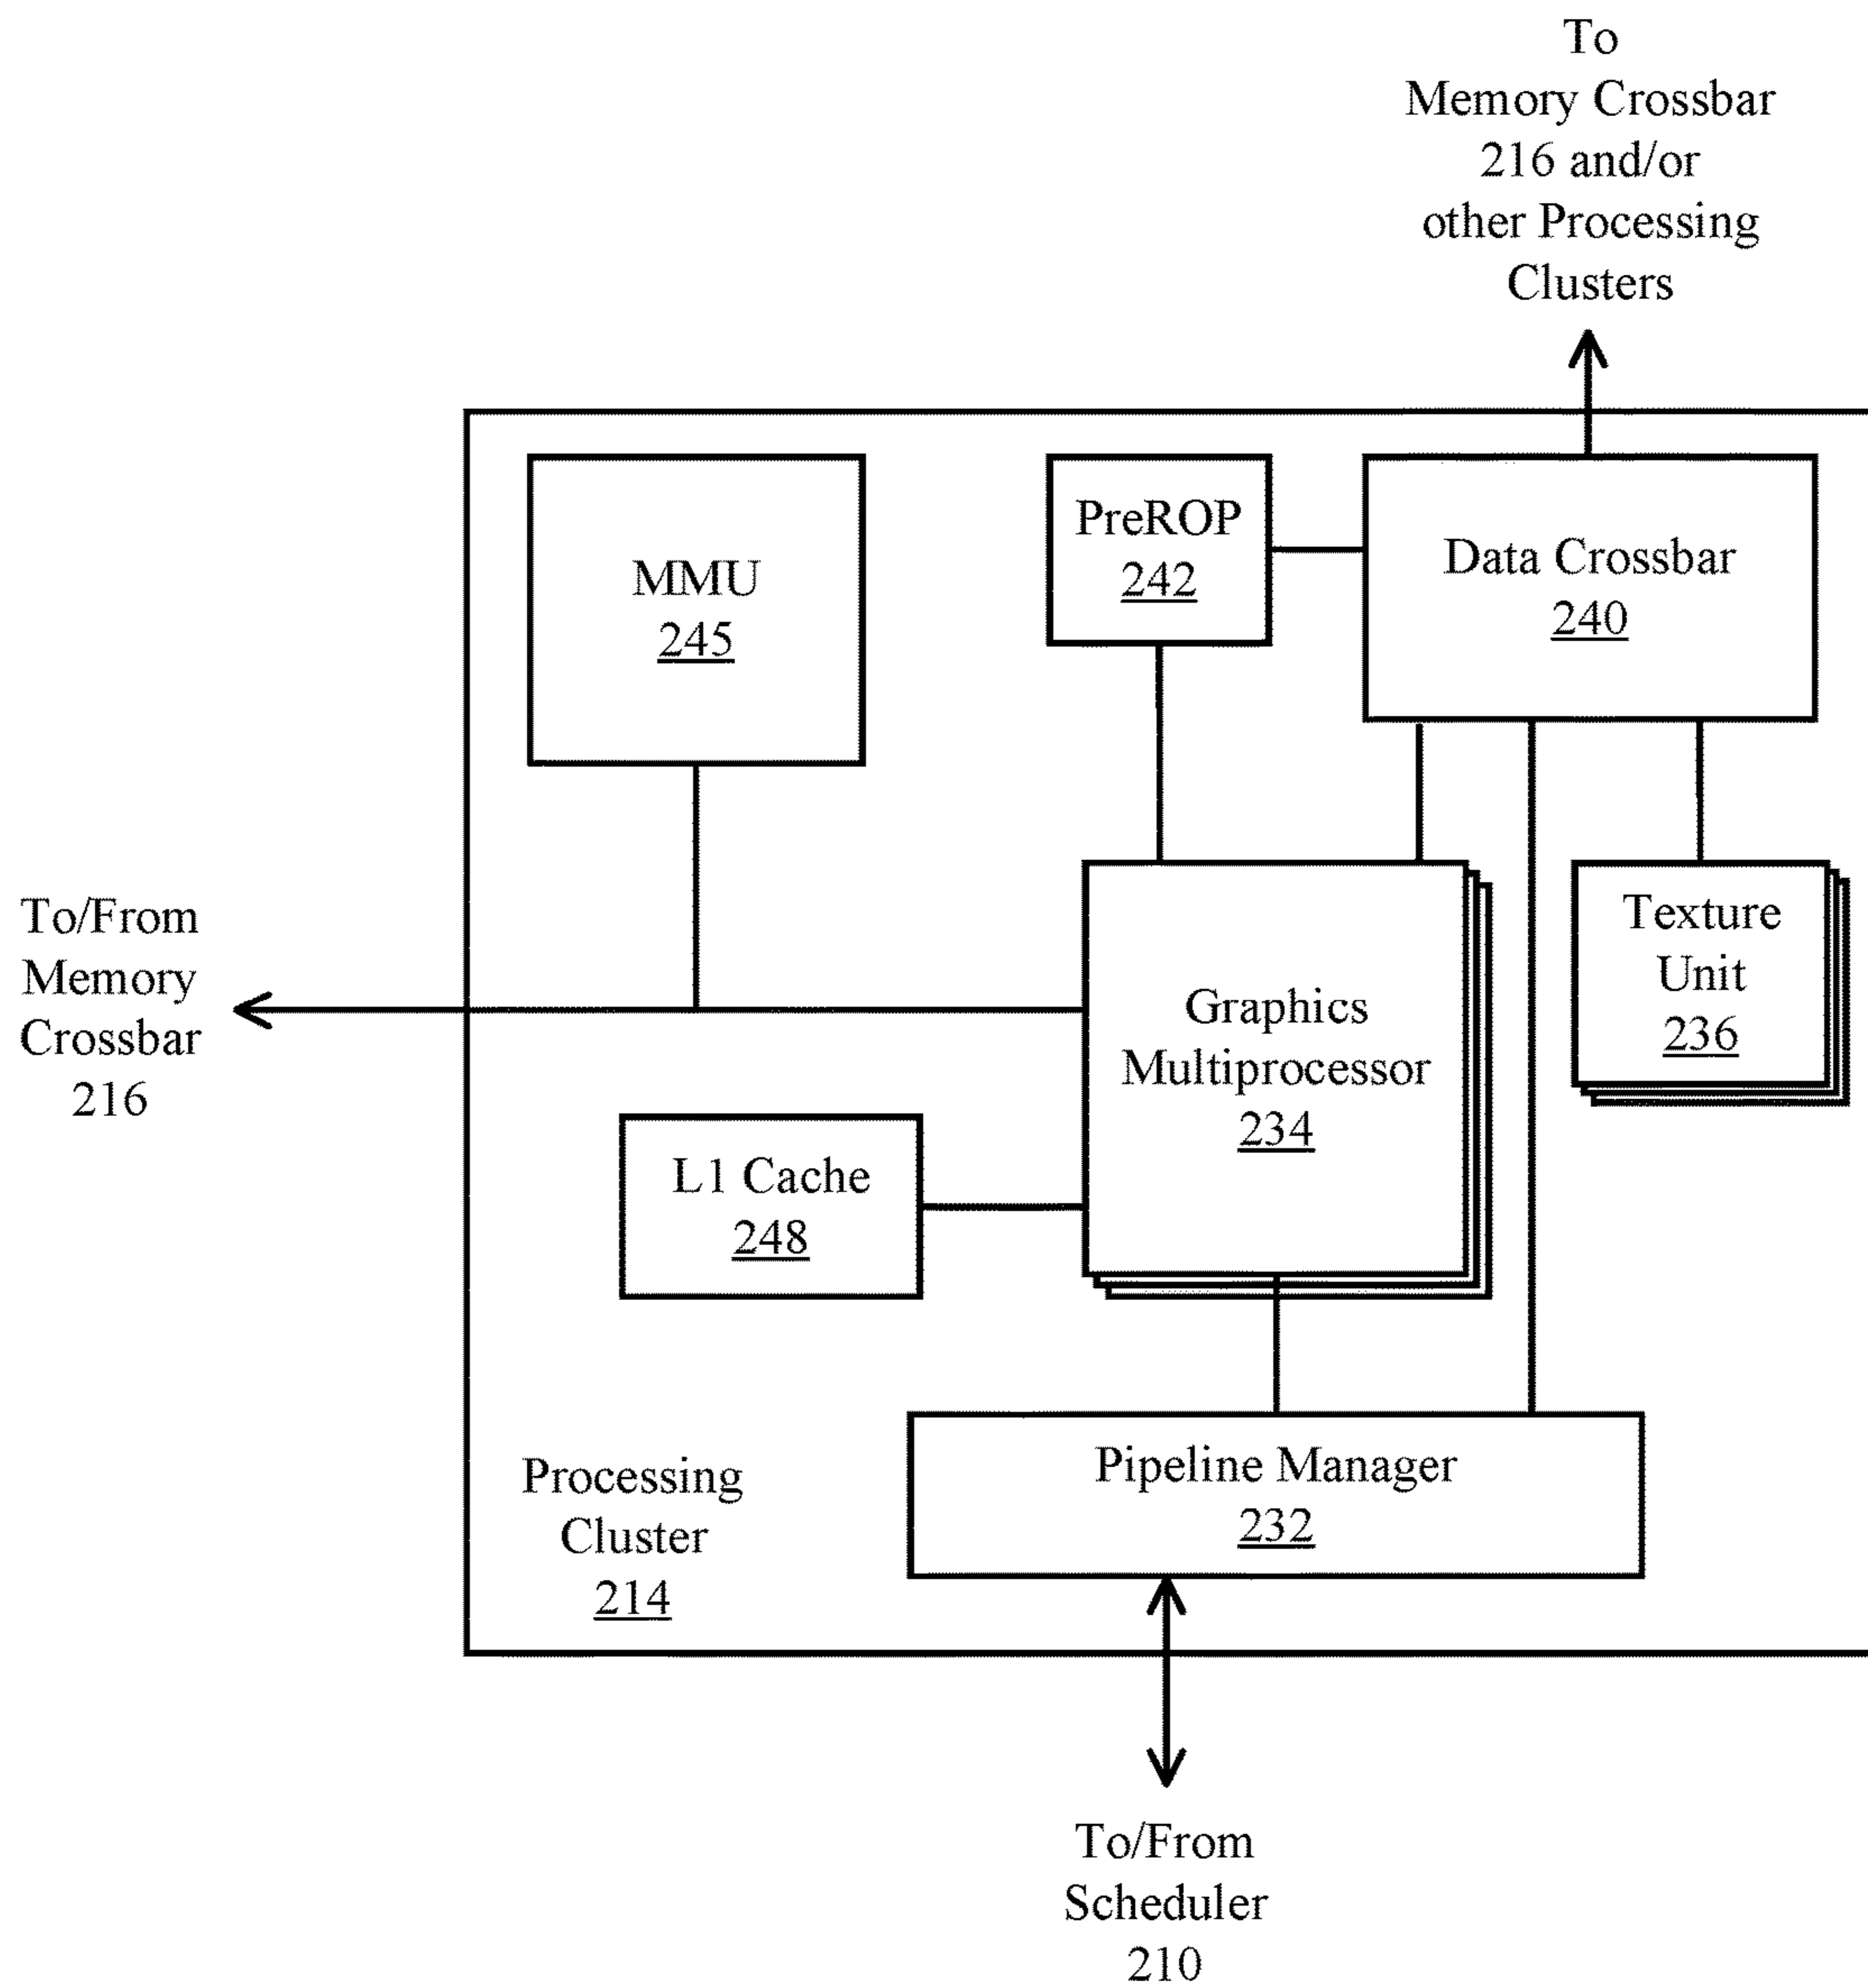 To
Memory Crossbar
216 and/or
other Processing
Clusters
MMU
245
PreROP
242
Data Crossbar
240
To/From
Memory
Crossbar
216
Graphics
Multiprocessor
234
Texture
Unit
236
L1 Cache
248
Processing
Cluster
214
Pipeline Manager
232
To/From
Scheduler
210